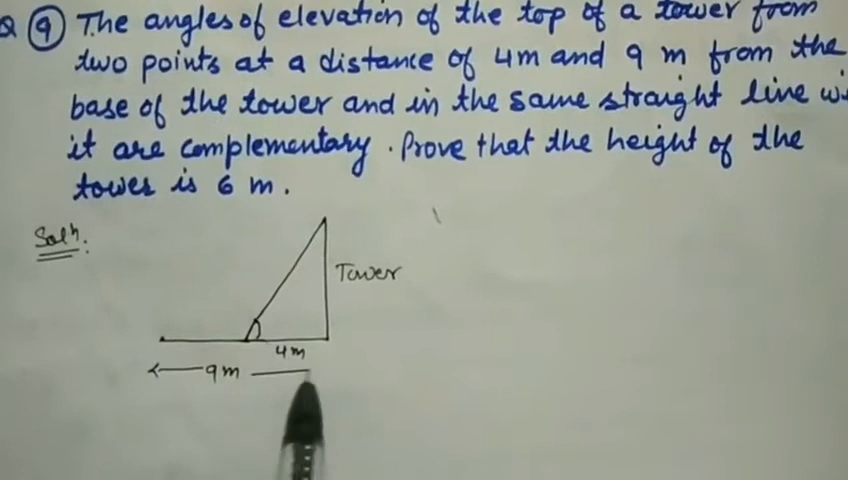 Q 9 The angles of elevation of the top of a tower from
two points at a distance of 4m and 9 m from the
base of the tower and in the same straight line
it are complementary. Prove that the height of the
tower is 6 m.
Solⁿ:
Tower
4m
9m